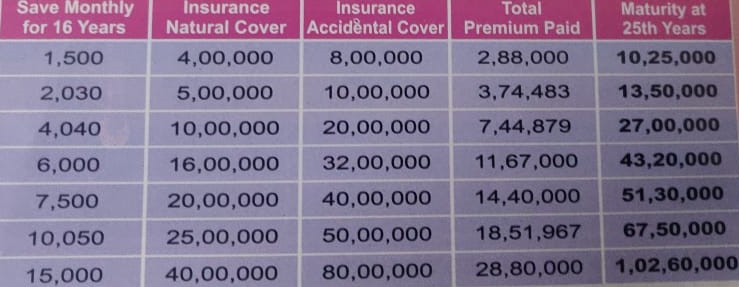 Save Monthly for 16 Years Insurance Natural Cover Insurance Accidental Cover Total Premium Paid Maturity at 25th Years
1,500 4,00,000 8,00,000 2,88,000 10,25,000
2,030 5,00,000 10,00,000 3,74,483 13,50,000
4,040 10,00,000 20,00,000 7,44,879 27,00,000
6,000 16,00,000 32,00,000 11,67,000 43,20,000
7,500 20,00,000 40,00,000 14,40,000 51,30,000
10,050 25,00,000 50,00,000 18,51,967 67,50,000
15,000 40,00,000 80,00,000 28,80,000 1,02,60,000